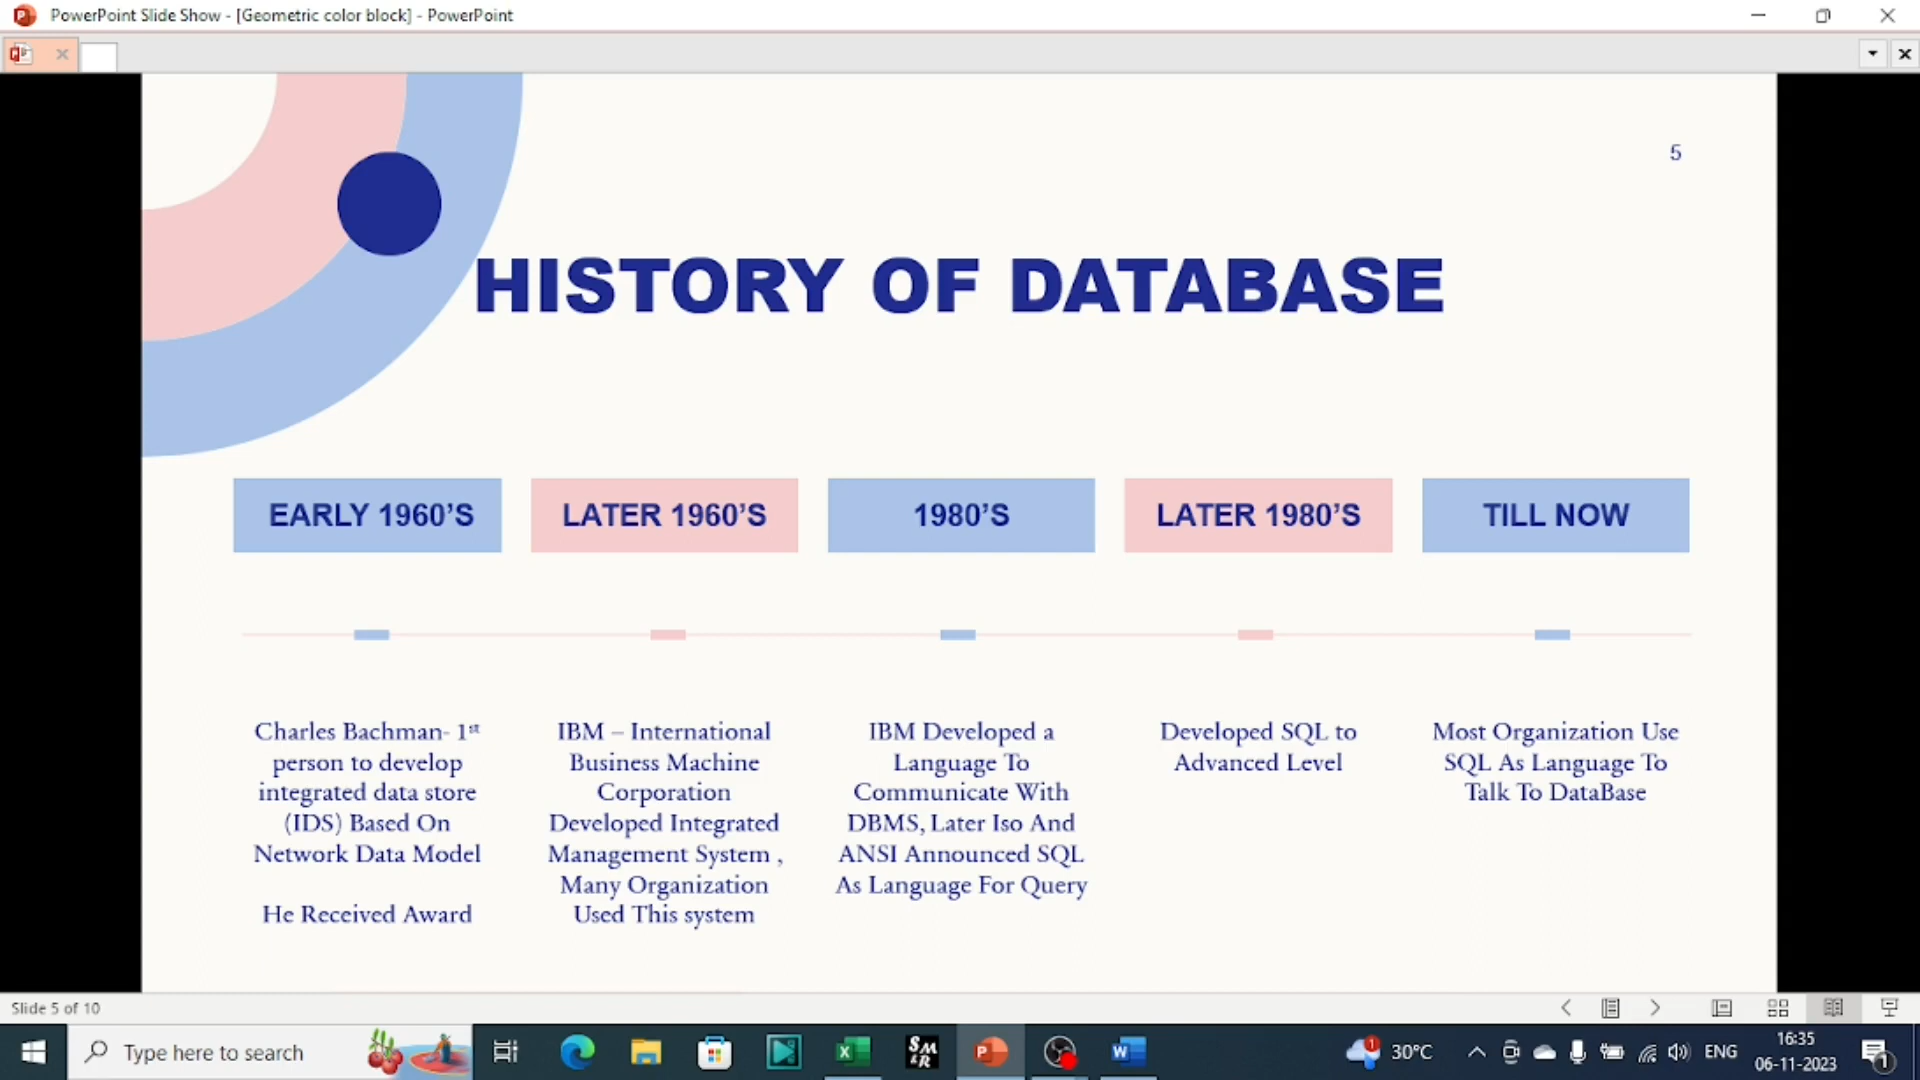 PowerPoint Slide Show - [Geometric color block] - PowerPoint
5
HISTORY OF DATABASE
EARLY 1960’S
LATER 1960’S
1980’S
LATER 1980’S
TILL NOW
Charles Bachman- 1st
person to develop
integrated data store
(IDS) Based On
Network Data Model
He Received Award
IBM – International
Business Machine
Corporation
Developed Integrated
Management System ,
Many Organization
Used This system
IBM Developed a
Language To
Communicate With
DBMS, Later Iso And
ANSI Announced SQL
As Language For Query
Developed SQL to
Advanced Level
Most Organization Use
SQL As Language To
Talk To DataBase
Slide 5 of 10
Type here to search
SM
LR
1
30°C
ENG
16:35
06-11-2023
1